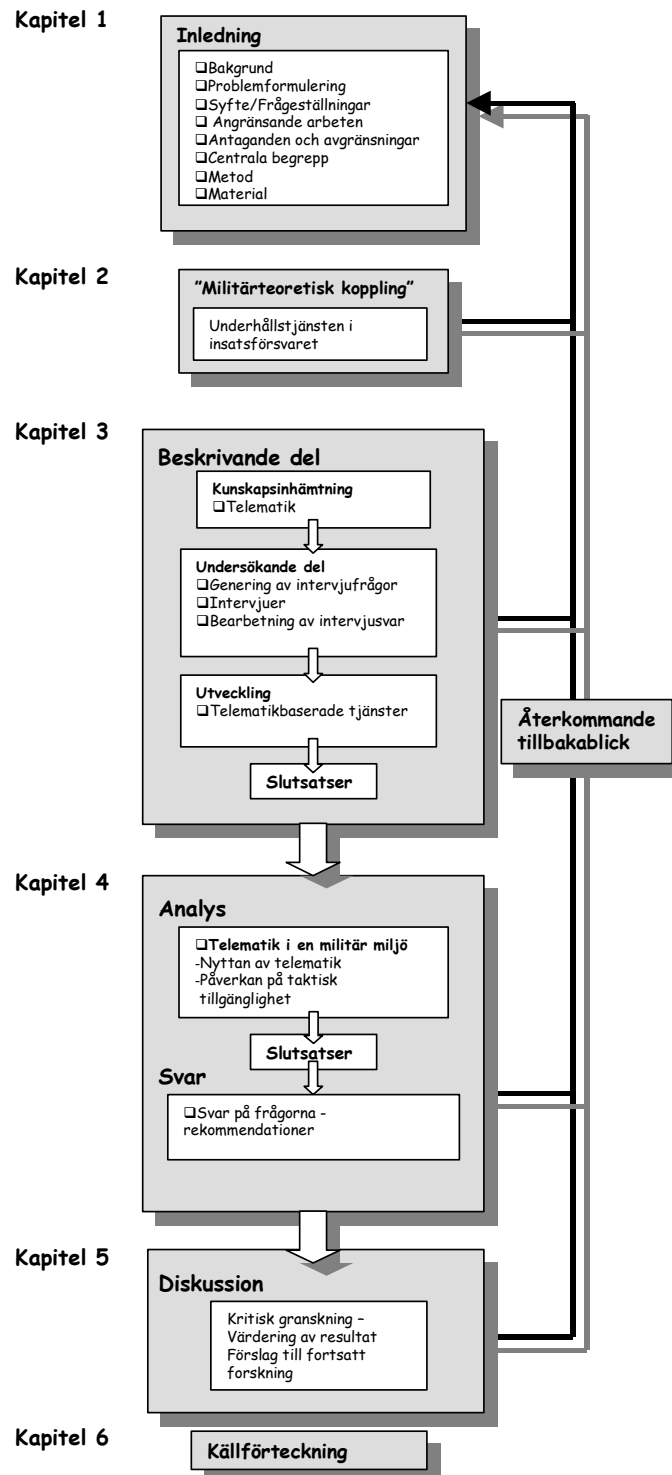 Kapitel 1
Inledning
❑Bakgrund
❑Problemformulering
❑Syfte/Frågeställningar
❑ Angränsande arbeten
❑Antaganden och avgränsningar
❑Centrala begrepp
❑Metod
❑Material
Kapitel 2
”Militärteoretisk koppling”
Underhållstjänsten i
insatsförsvaret
Kapitel 3
Beskrivande del
Kunskapsinhämtning
❑Telematik
Undersökande del
❑Genering av intervjufrågor
❑Intervjuer
❑Bearbetning av intervjusvar
Utveckling
❑Telematikbaserade tjänster
Slutsatser
Återkommande
tillbakablick
Kapitel 4
Analys
❑Telematik i en militär miljö
-Nyttan av telematik
-Påverkan på taktisk
tillgänglighet
Slutsatser
Svar
❑Svar på frågorna -
rekommendationer
Kapitel 5
Diskussion
Kritisk granskning –
Värdering av resultat
Förslag till fortsatt
forskning
Kapitel 6
Källförteckning